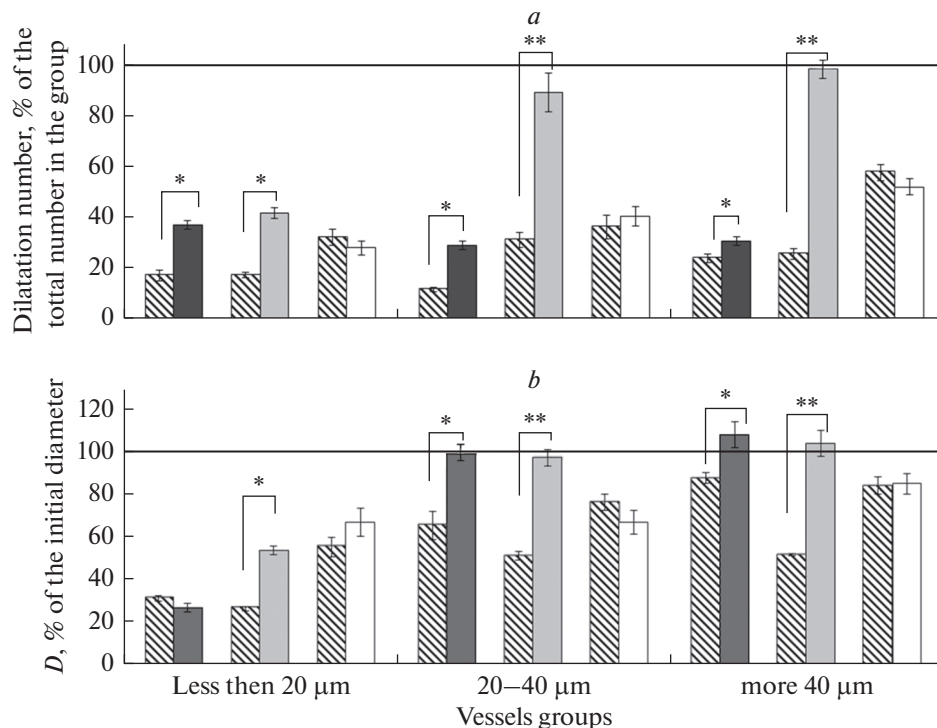 a
Dilatation number, % of the
tottal number in the group
100
80
60
40
20
0
* * * ** * **
b
D, % of the initial diameter
120
100
80
60
40
20
0
* * ** * **
Less then 20 μm 20–40 μm more 40 μm
Vessels groups